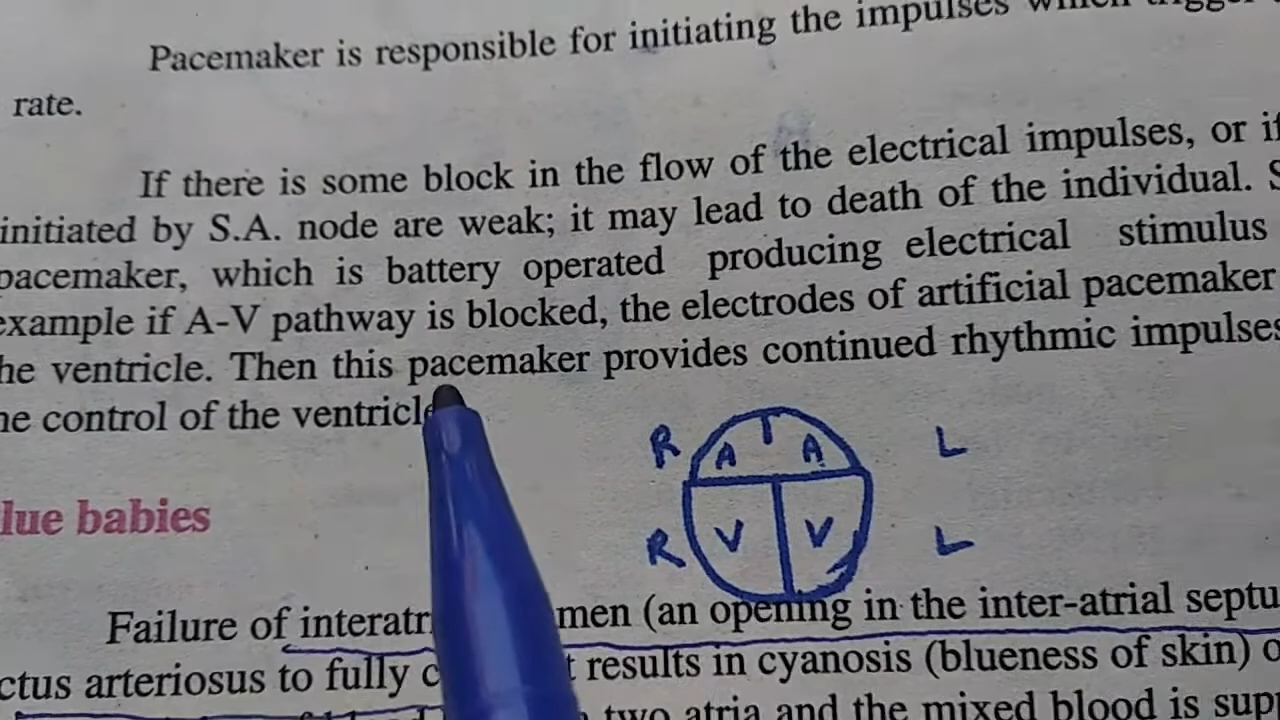 Pacemaker is responsible for initiating the impulses which trigger
rate.
If there is some block in the flow of the electrical impulses, or if
initiated by S.A. node are weak; it may lead to death of the individual. S
pacemaker, which is battery operated producing electrical stimulus
example if A-V pathway is blocked, the electrodes of artificial pacemaker
he ventricle. Then this pacemaker provides continued rhythmic impulses
ne control of the ventricle
R A A L
R V V L
lue babies
Failure of interatr men (an opening in the inter-atrial septu
ctus arteriosus to fully c t results in cyanosis (blueness of skin) o
two atria and the mixed blood is supp